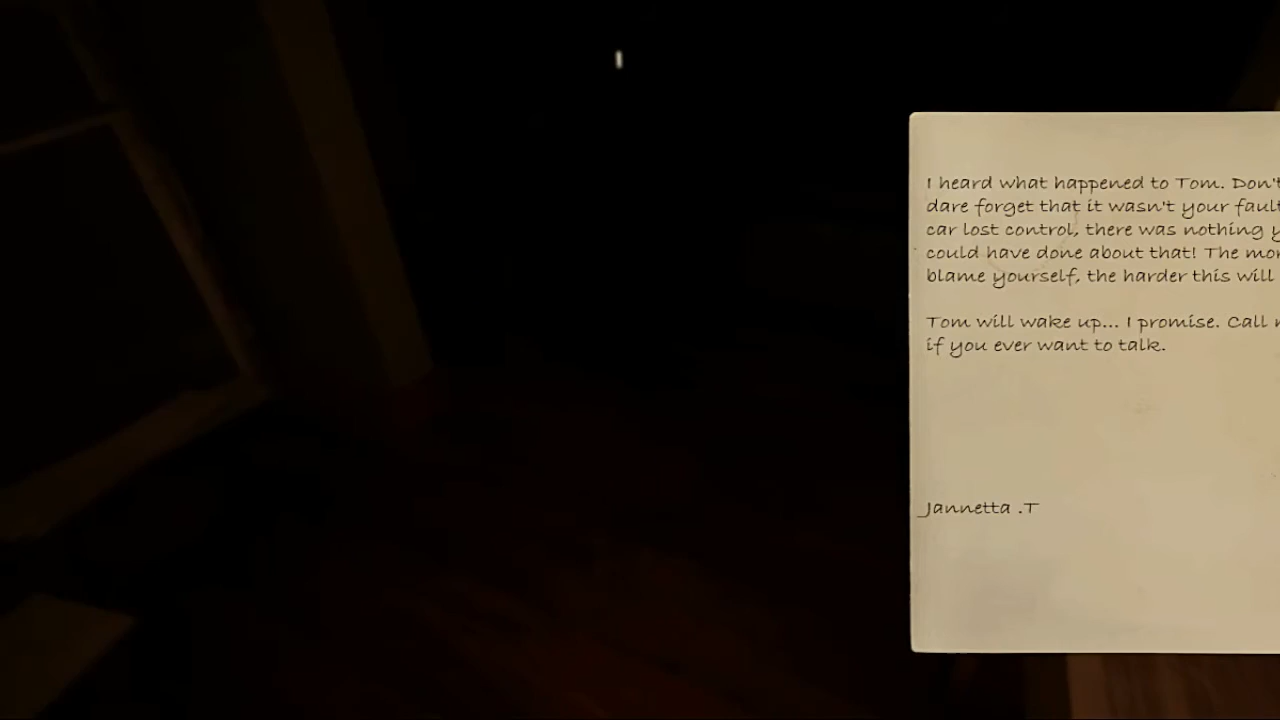 I heard what happened to Tom. Don't
dare forget that it wasn't your fault
car lost control, there was nothing
could have done about that! The
blame yourself, the harder this will
Tom will wake up... I promise. Call
if you ever want to talk.
Jannetta .T